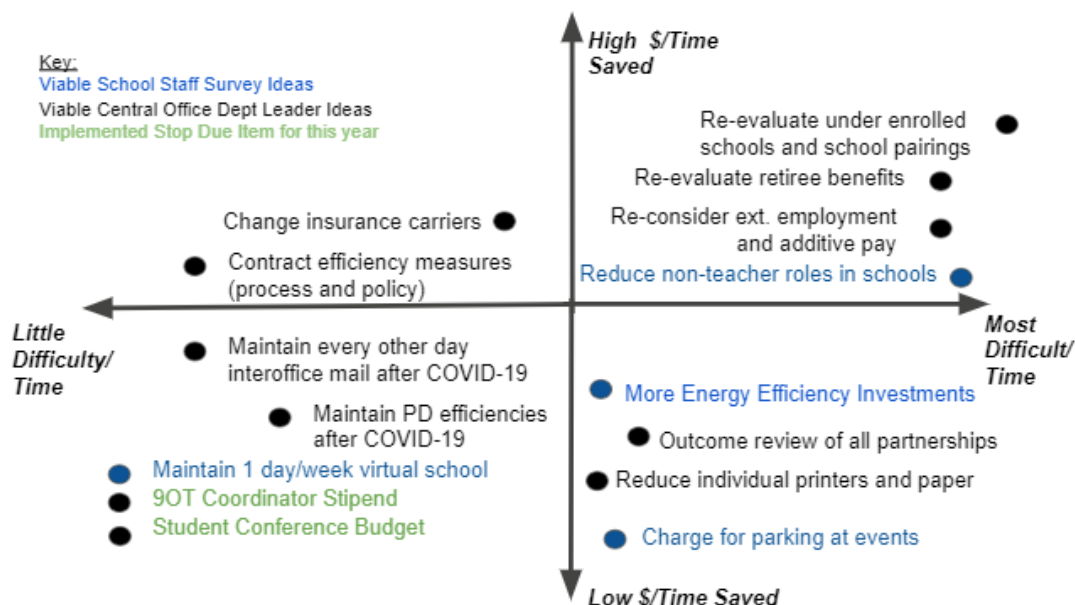 High $/Time
Saved
Key:
Viable School Staff Survey Ideas
Viable Central Office Dept Leader Ideas
Implemented Stop Due Item for this year
Re-evaluate under enrolled
schools and school pairings
Re-evaluate retiree benefits
Change insurance carriers
Re-consider ext. employment
and additive pay
Contract efficiency measures
(process and policy)
Reduce non-teacher roles in schools
Little
Difficulty/
Time
Most
Difficult/
Time
Maintain every other day
interoffice mail after COVID-19
More Energy Efficiency Investments
Maintain PD efficiencies
after COVID-19
Outcome review of all partnerships
Maintain 1 day/week virtual school
Reduce individual printers and paper
9OT Coordinator Stipend
Student Conference Budget
Charge for parking at events
Low $/Time Saved